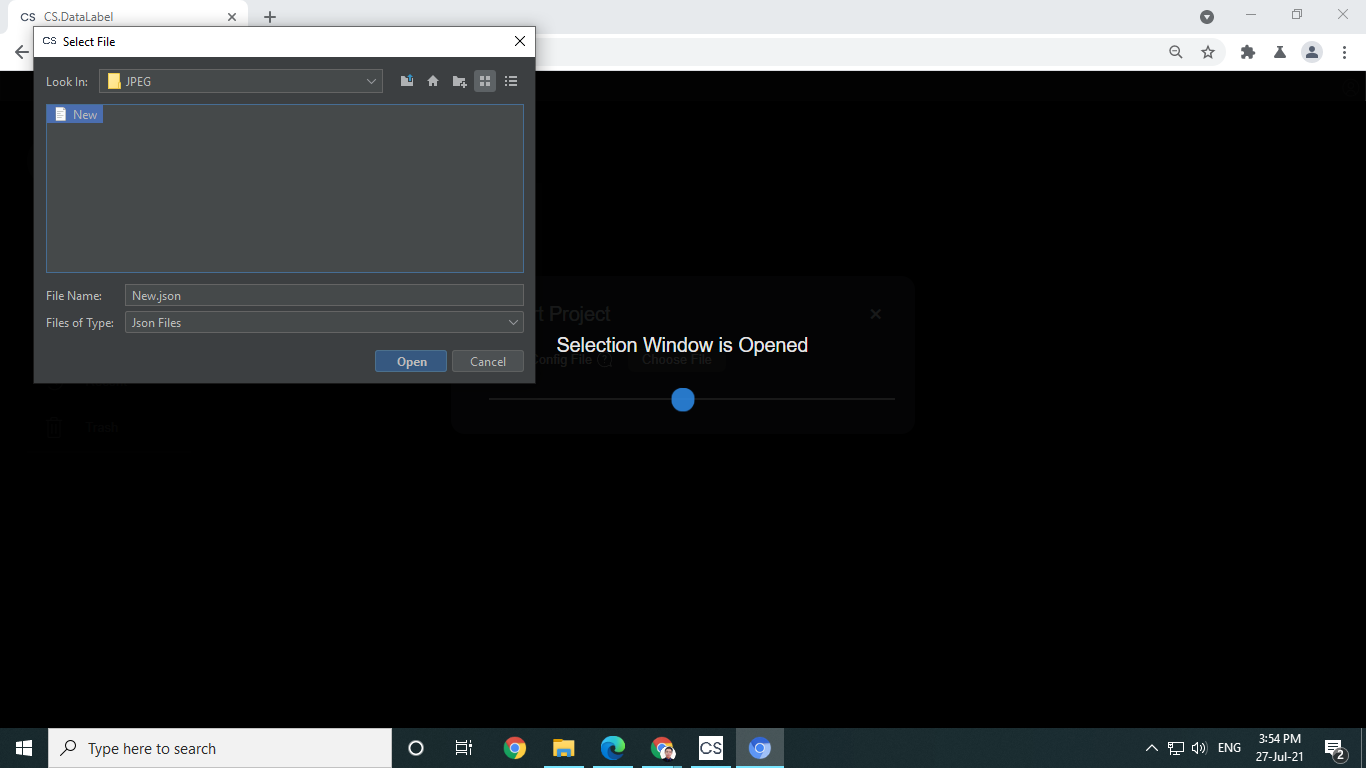 CS CS.DataLabel
CS Select File
Look In: JPEG
New
File Name: New.json
Files of Type: Json Files
Open Cancel
rt Project
Selection Window is Opened
Config File ?
Choose File
Trash
Type here to search
CS
ENG
3:54 PM
27-Jul-21
2